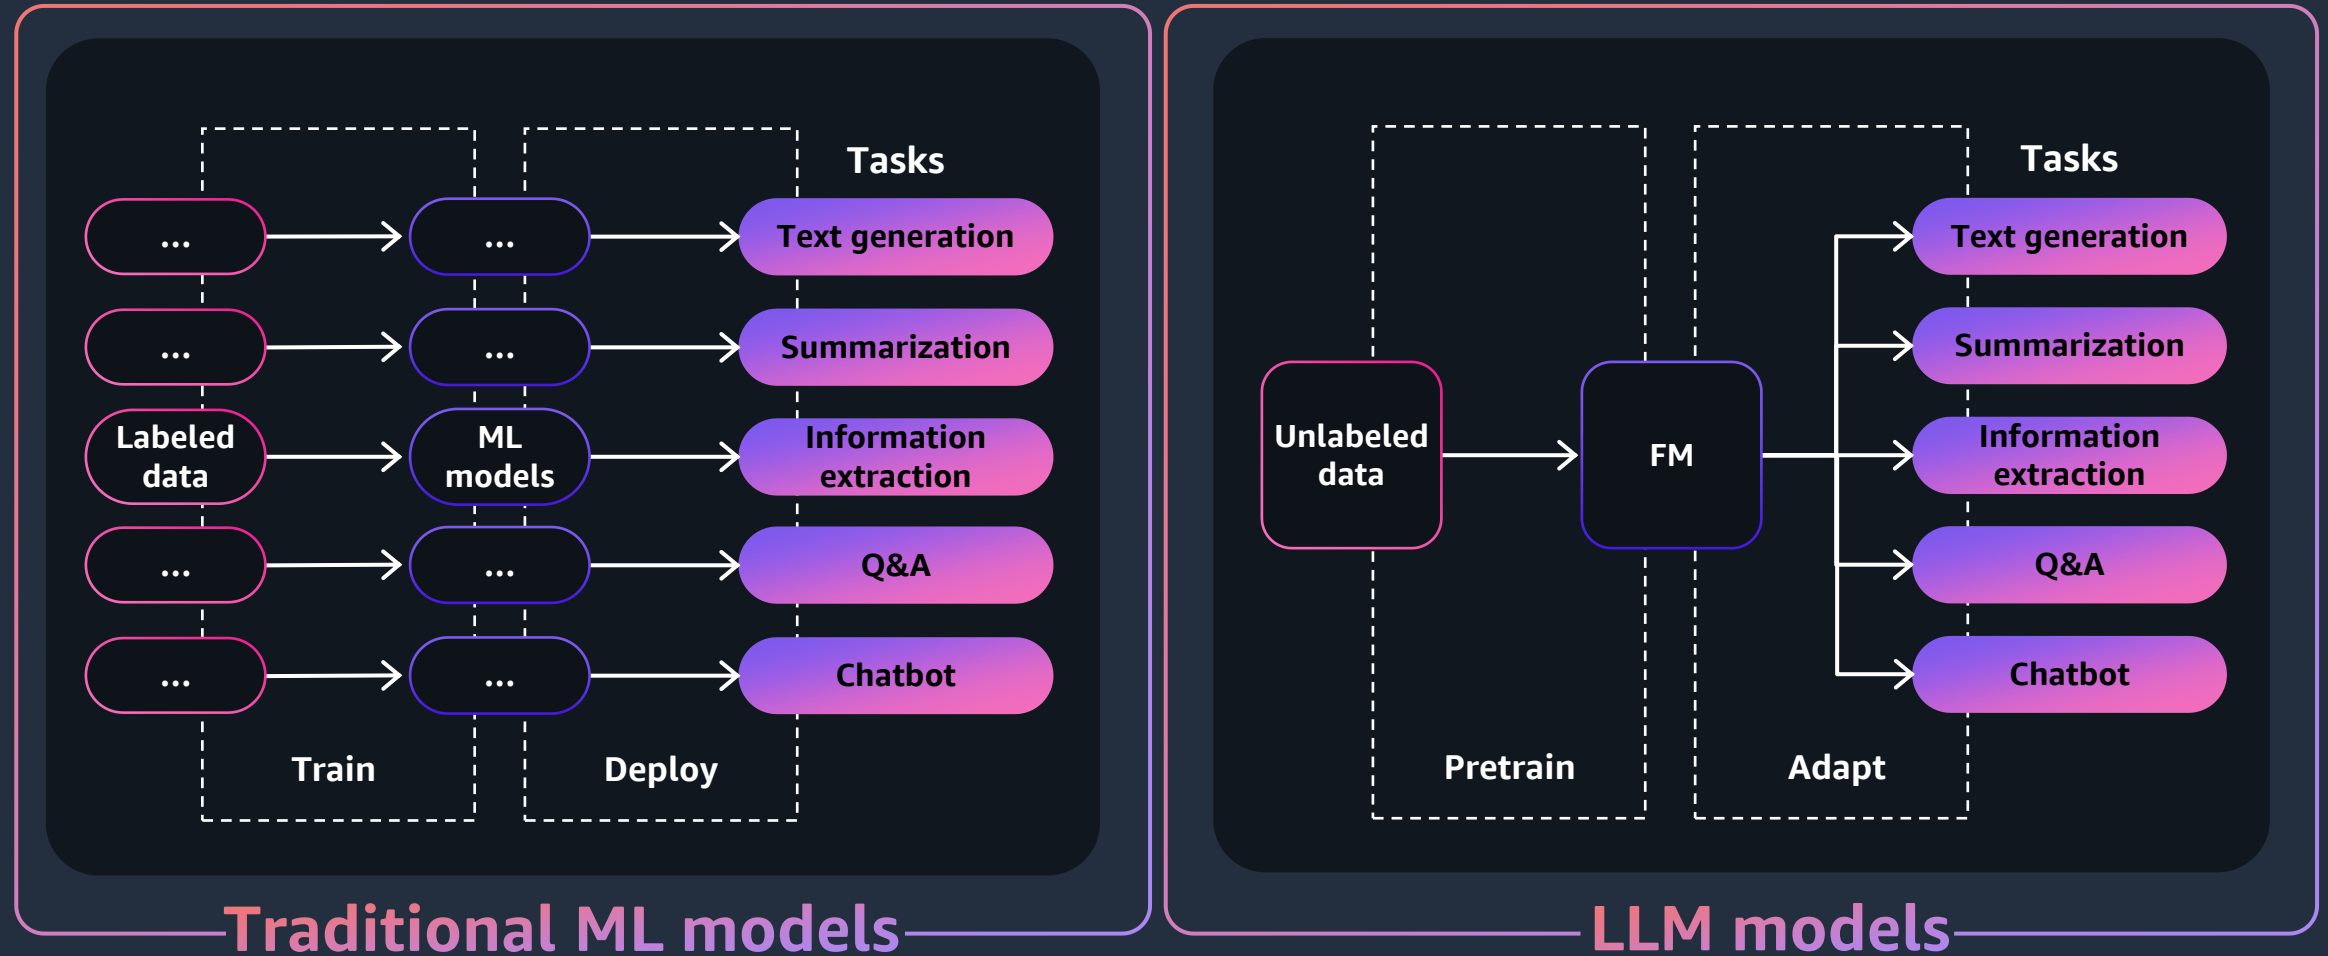 Tasks
...
...
Text generation
...
...
Summarization
Labeled
data
ML
models
Information
extraction
...
...
Q&A
...
...
Chatbot
Train
Deploy
Traditional ML models
Tasks
Text generation
Summarization
Unlabeled
data
FM
Information
extraction
Q&A
Chatbot
Pretrain
Adapt
LLM models